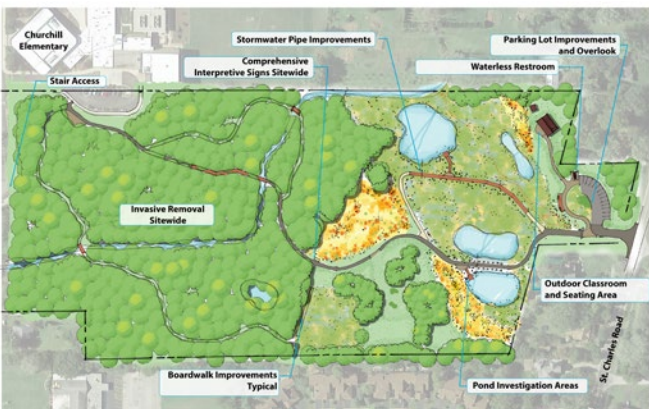 Churchill
Elementary
Stair Access
Stormwater Pipe Improvements
Comprehensive
Interpretive Signs Sitewide
Parking Lot Improvements
and Overlook
Waterless Restroom
Invasive Removal
Sitewide
Outdoor Classroom
and Seating Area
St. Charles Road
Boardwalk Improvements
Typical
Pond Investigation Areas